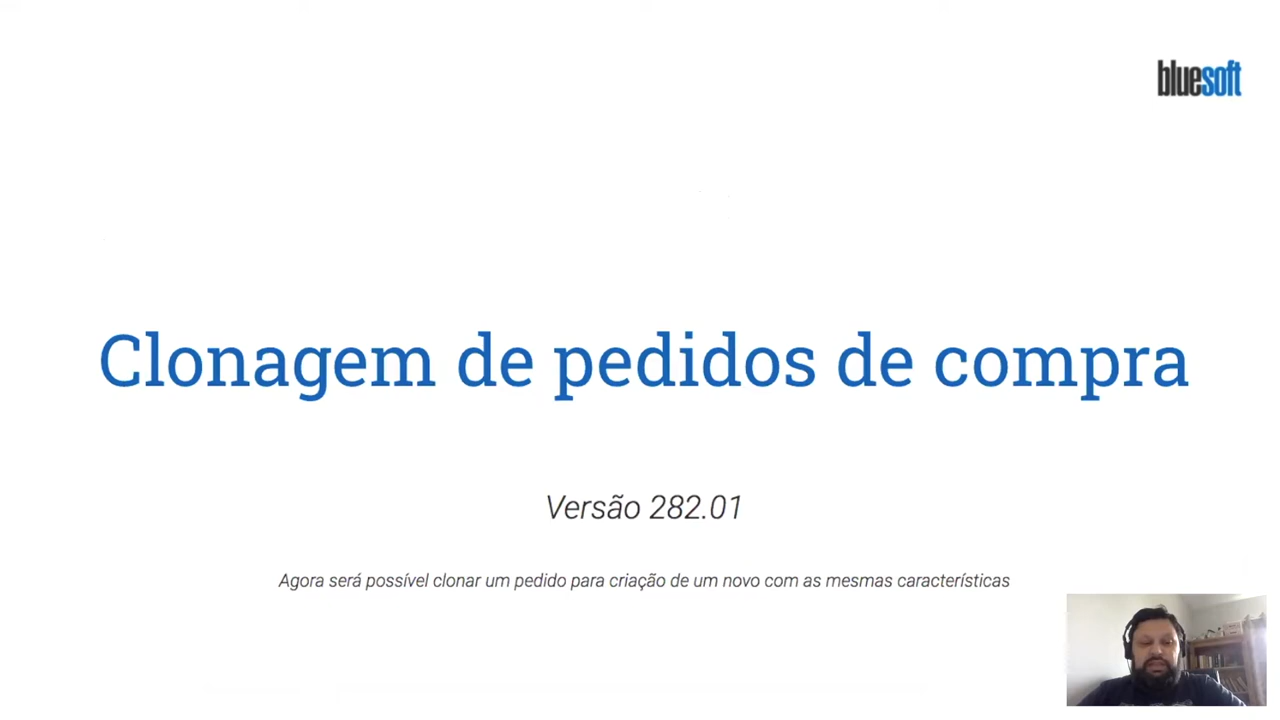 bluesoft
Clonagem de pedidos de compra
Versão 282.01
Agora será possível clonar um pedido para criação de um novo com as mesmas características